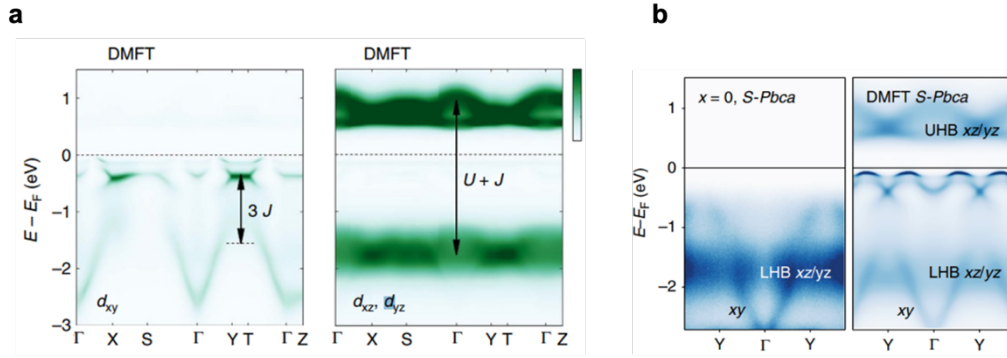 a
DMFT
DMFT
E – E_F (eV)
1
0
−1
−2
−3
3 J
U + J
d_xy
d_xz, d_yz
Γ X S Γ Y T Γ Z
Γ X S Γ Y T Γ Z
b
x = 0, S-Pbca
DMFT S-Pbca
UHB xz/yz
E–E_F (eV)
1
0
−1
−2
LHB xz/yz
LHB xz/yz
xy
xy
Y Γ Y
Y Γ Y